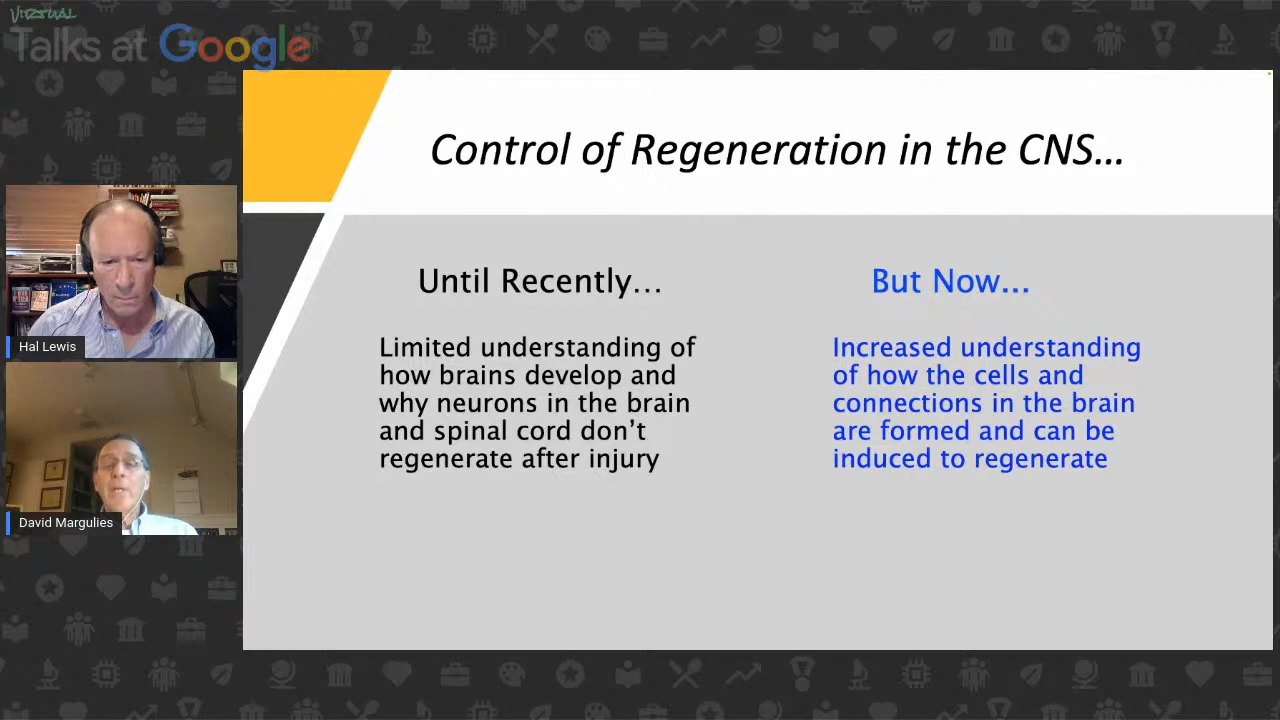 VIRTUAL
Talks at Google
Control of Regeneration in the CNS...
Until Recently...
Limited understanding of
how brains develop and
why neurons in the brain
and spinal cord don't
regenerate after injury
But Now...
Increased understanding
of how the cells and
connections in the brain
are formed and can be
induced to regenerate
Hal Lewis
David Margulies